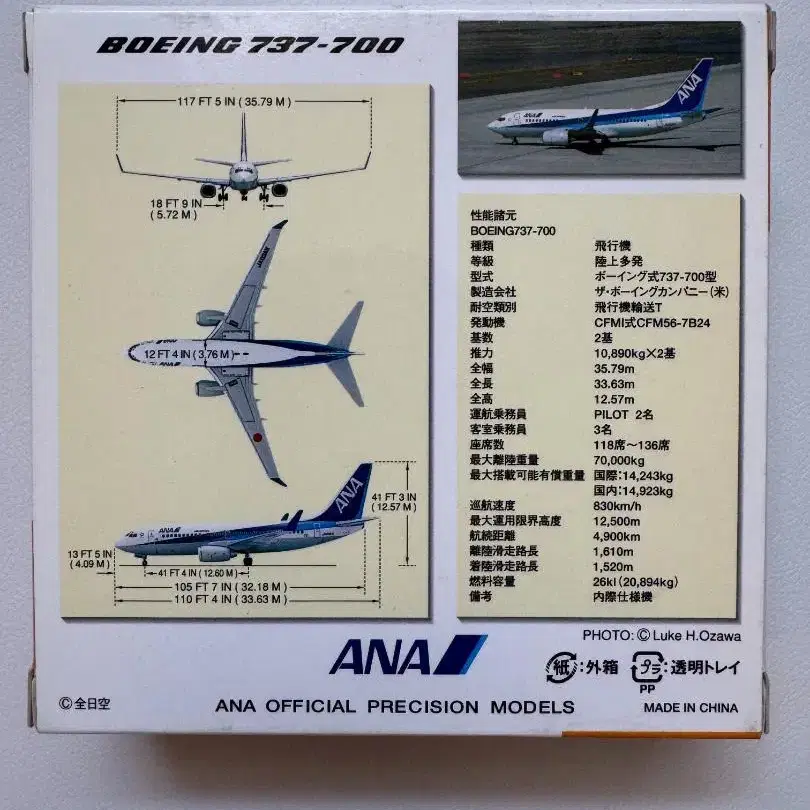 BOEING 737-700
117 FT 5 IN ( 35.79 M )
18 FT 9 IN
( 5.72 M )
12 FT 4 IN ( 3.76 M )
ANA
ANA
41 FT 3 IN
(12.57 M)
13 FT 5 IN
(4.09 M)
41 FT 4 IN (12.60 M)
105 FT 7 IN ( 32.18 M)
110 FT 4 IN ( 33.63 M)
ANA
ANA
性能諸元
BOEING737-700
種類 飛行機
等級 陸上多発
型式 ボーイング式737-700型
製造会社 ザ・ボーイングカンパニー(米)
耐空類別 飛行機輸送T
発動機 CFMI式CFM56-7B24
基数 2基
推力 10,890kg×2基
全幅 35.79m
全長 33.63m
全高 12.57m
運航乗務員 PILOT 2名
客室乗務員 3名
座席数 118席〜136席
最大離陸重量 70,000kg
最大搭載可能有償重量 国際:14,243kg
国内:14,923kg
巡航速度 830km/h
最大運用限界高度 12,500m
航続距離 4,900km
離陸滑走路長 1,610m
着陸滑走路長 1,520m
燃料容量 26kl (20,894kg)
備考 内際仕様機
PHOTO: © Luke H.Ozawa
ANA
紙:外箱 プラ:透明トレイ
PP
© 全日空
ANA OFFICIAL PRECISION MODELS
MADE IN CHINA